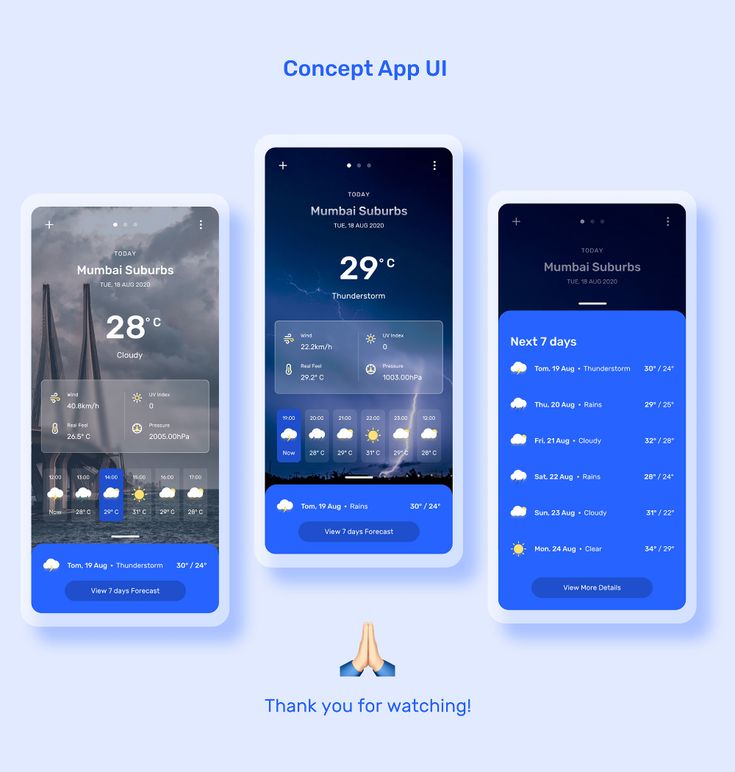 Concept App UI
TODAY
Mumbai Suburbs
TUE, 18 AUG 2020
28° C
Cloudy
Wind
40.8km/h
UV Index
0
Real Feel
26.5° C
Pressure
2005.00hPa
12:00 13:00 14:00 15:00 16:00 17:00
Now 28° C 29° C 31° C 29° C 28° C
Tom, 19 Aug • Thunderstorm 30° / 24°
View 7 days Forecast
TODAY
Mumbai Suburbs
TUE, 18 AUG 2020
29° C
Thunderstorm
Wind
22.2km/h
UV Index
0
Real Feel
29.2° C
Pressure
1003.00hPa
19:00 20:00 21:00 22:00 23:00 12:00
Now 28° C 29° C 31° C 29° C 28° C
Tom, 19 Aug • Rains 30° / 24°
View 7 days Forecast
TODAY
Mumbai Suburbs
TUE, 18 AUG 2020
Next 7 days
Tom, 19 Aug • Thunderstorm 30° / 24°
Thu, 20 Aug • Rains 29° / 25°
Fri, 21 Aug • Cloudy 32° / 28°
Sat, 22 Aug • Rains 28° / 24°
Sun, 23 Aug • Cloudy 31° / 22°
Mon, 24 Aug • Clear 34° / 29°
View More Details
Thank you for watching!